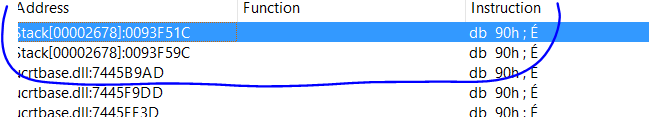 Address Function Instruction
Stack[00002678]:0093F51C db 90h ; É
Stack[00002678]:0093F59C db 90h ; É
ucrtbase.dll:7445B9AD db 90h ; É
ucrtbase.dll:7445F9DD db 90h ; É
ucrtbase.dll:7445FF3D db 90h ; É